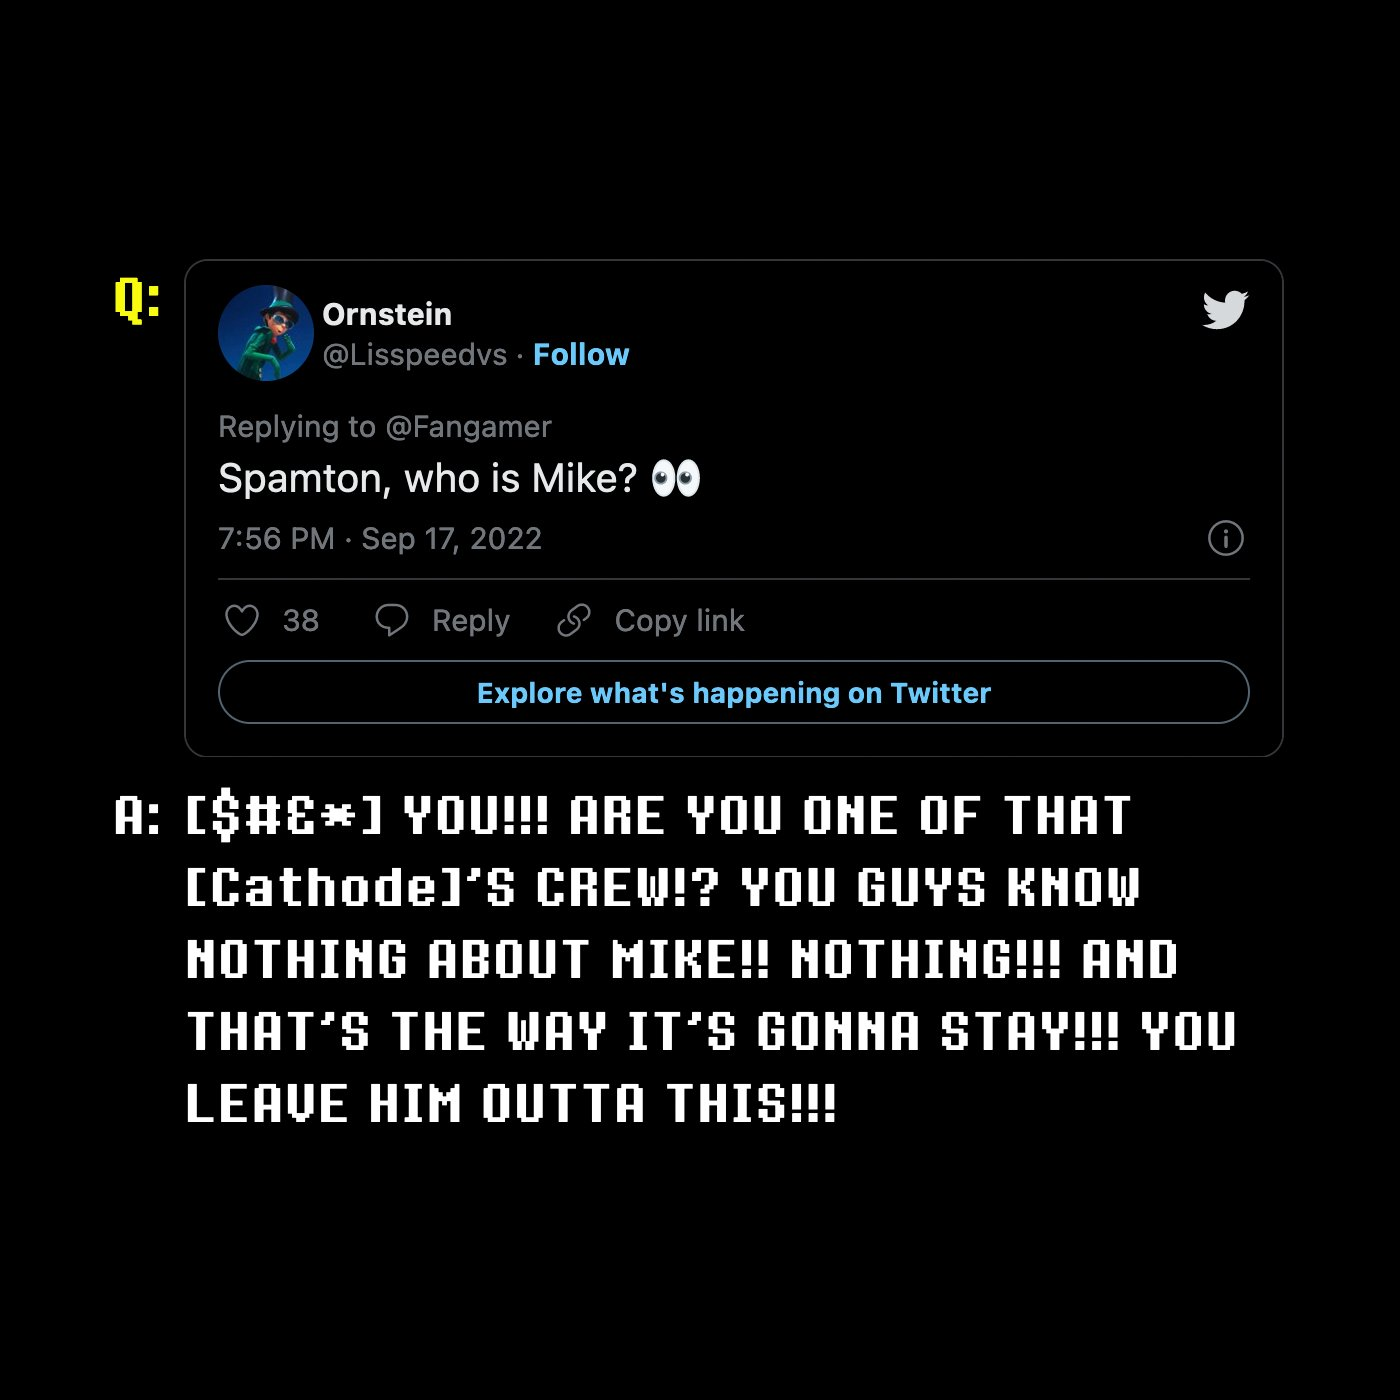 Q:
Ornstein
@Lisspeedvs · Follow
Replying to @Fangamer
Spamton, who is Mike? 👀
7:56 PM · Sep 17, 2022
38 Reply Copy link
Explore what's happening on Twitter
A: [$#&*] YOU!!! ARE YOU ONE OF THAT
[Cathode]'S CREW!? YOU GUYS KNOW
NOTHING ABOUT MIKE!! NOTHING!!! AND
THAT'S THE WAY IT'S GONNA STAY!!! YOU
LEAVE HIM OUTTA THIS!!!